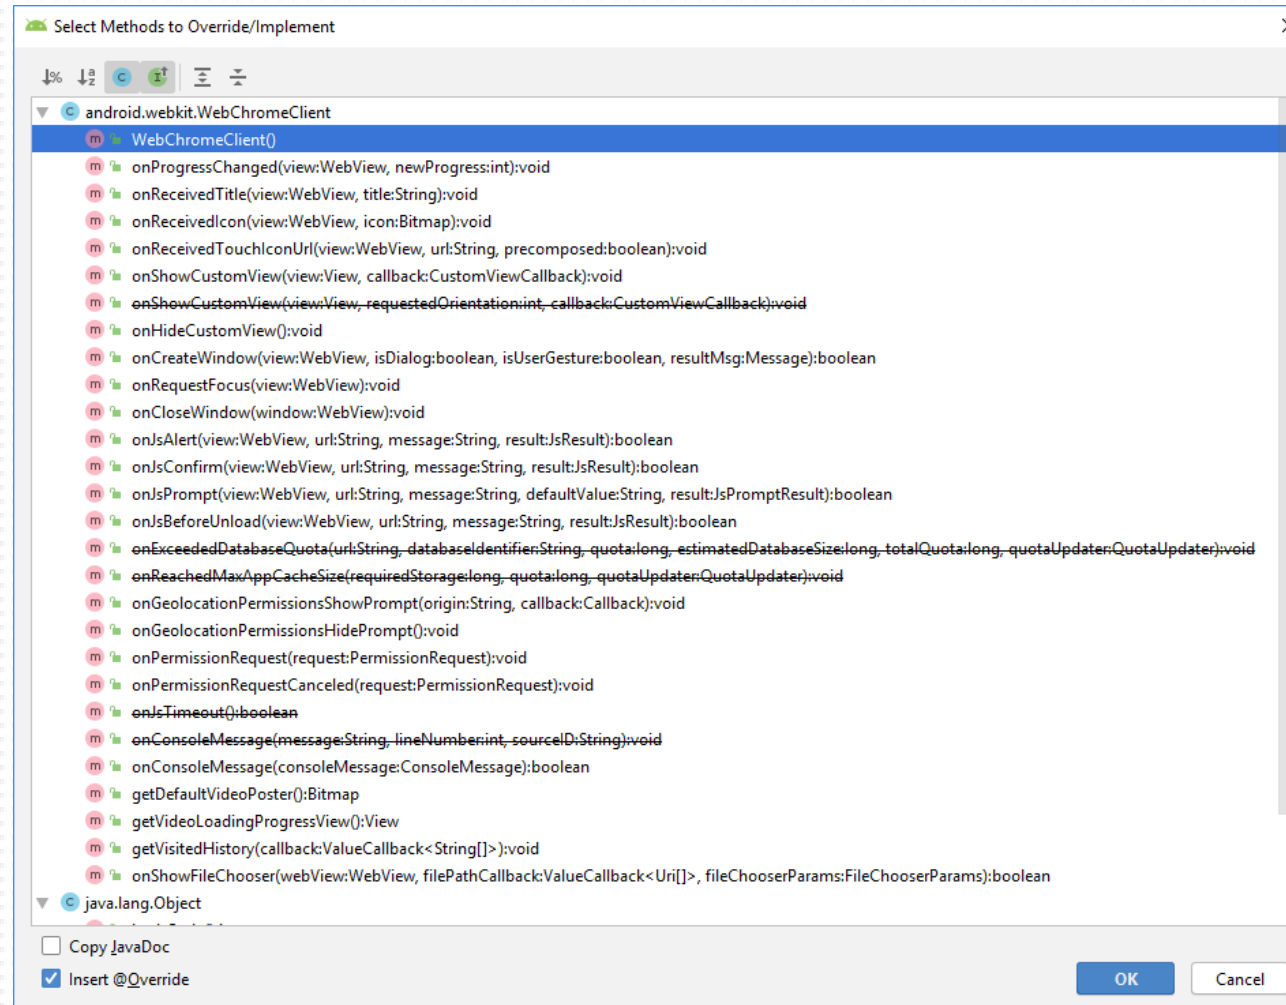 Select Methods to Override/Implement
android.webkit.WebChromeClient
WebChromeClient()
onProgressChanged(view:WebView, newProgress:int):void
onReceivedTitle(view:WebView, title:String):void
onReceivedIcon(view:WebView, icon:Bitmap):void
onReceivedTouchIconUrl(view:WebView, url:String, precomposed:boolean):void
onShowCustomView(view:View, callback:CustomViewCallback):void
onShowCustomView(view:View, requestedOrientation:int, callback:CustomViewCallback):void
onHideCustomView():void
onCreateWindow(view:WebView, isDialog:boolean, isUserGesture:boolean, resultMsg:Message):boolean
onRequestFocus(view:WebView):void
onCloseWindow(window:WebView):void
onJsAlert(view:WebView, url:String, message:String, result:JsResult):boolean
onJsConfirm(view:WebView, url:String, message:String, result:JsResult):boolean
onJsPrompt(view:WebView, url:String, message:String, defaultValue:String, result:JsPromptResult):boolean
onJsBeforeUnload(view:WebView, url:String, message:String, result:JsResult):boolean
onExceededDatabaseQuota(url:String, databaseIdentifier:String, quota:long, estimatedDatabaseSize:long, totalQuota:long, quotaUpdater:QuotaUpdater):void
onReachedMaxAppCacheSize(requiredStorage:long, quota:long, quotaUpdater:QuotaUpdater):void
onGeolocationPermissionsShowPrompt(origin:String, callback:Callback):void
onGeolocationPermissionsHidePrompt():void
onPermissionRequest(request:PermissionRequest):void
onPermissionRequestCanceled(request:PermissionRequest):void
onJsTimeout():boolean
onConsoleMessage(message:String, lineNumber:int, sourceID:String):void
onConsoleMessage(consoleMessage:ConsoleMessage):boolean
getDefaultVideoPoster():Bitmap
getVideoLoadingProgressView():View
getVisitedHistory(callback:ValueCallback<String[]>):void
onShowFileChooser(webView:WebView, filePathCallback:ValueCallback<Uri[]>, fileChooserParams:FileChooserParams):boolean
java.lang.Object
Copy JavaDoc
Insert @Override
OK Cancel